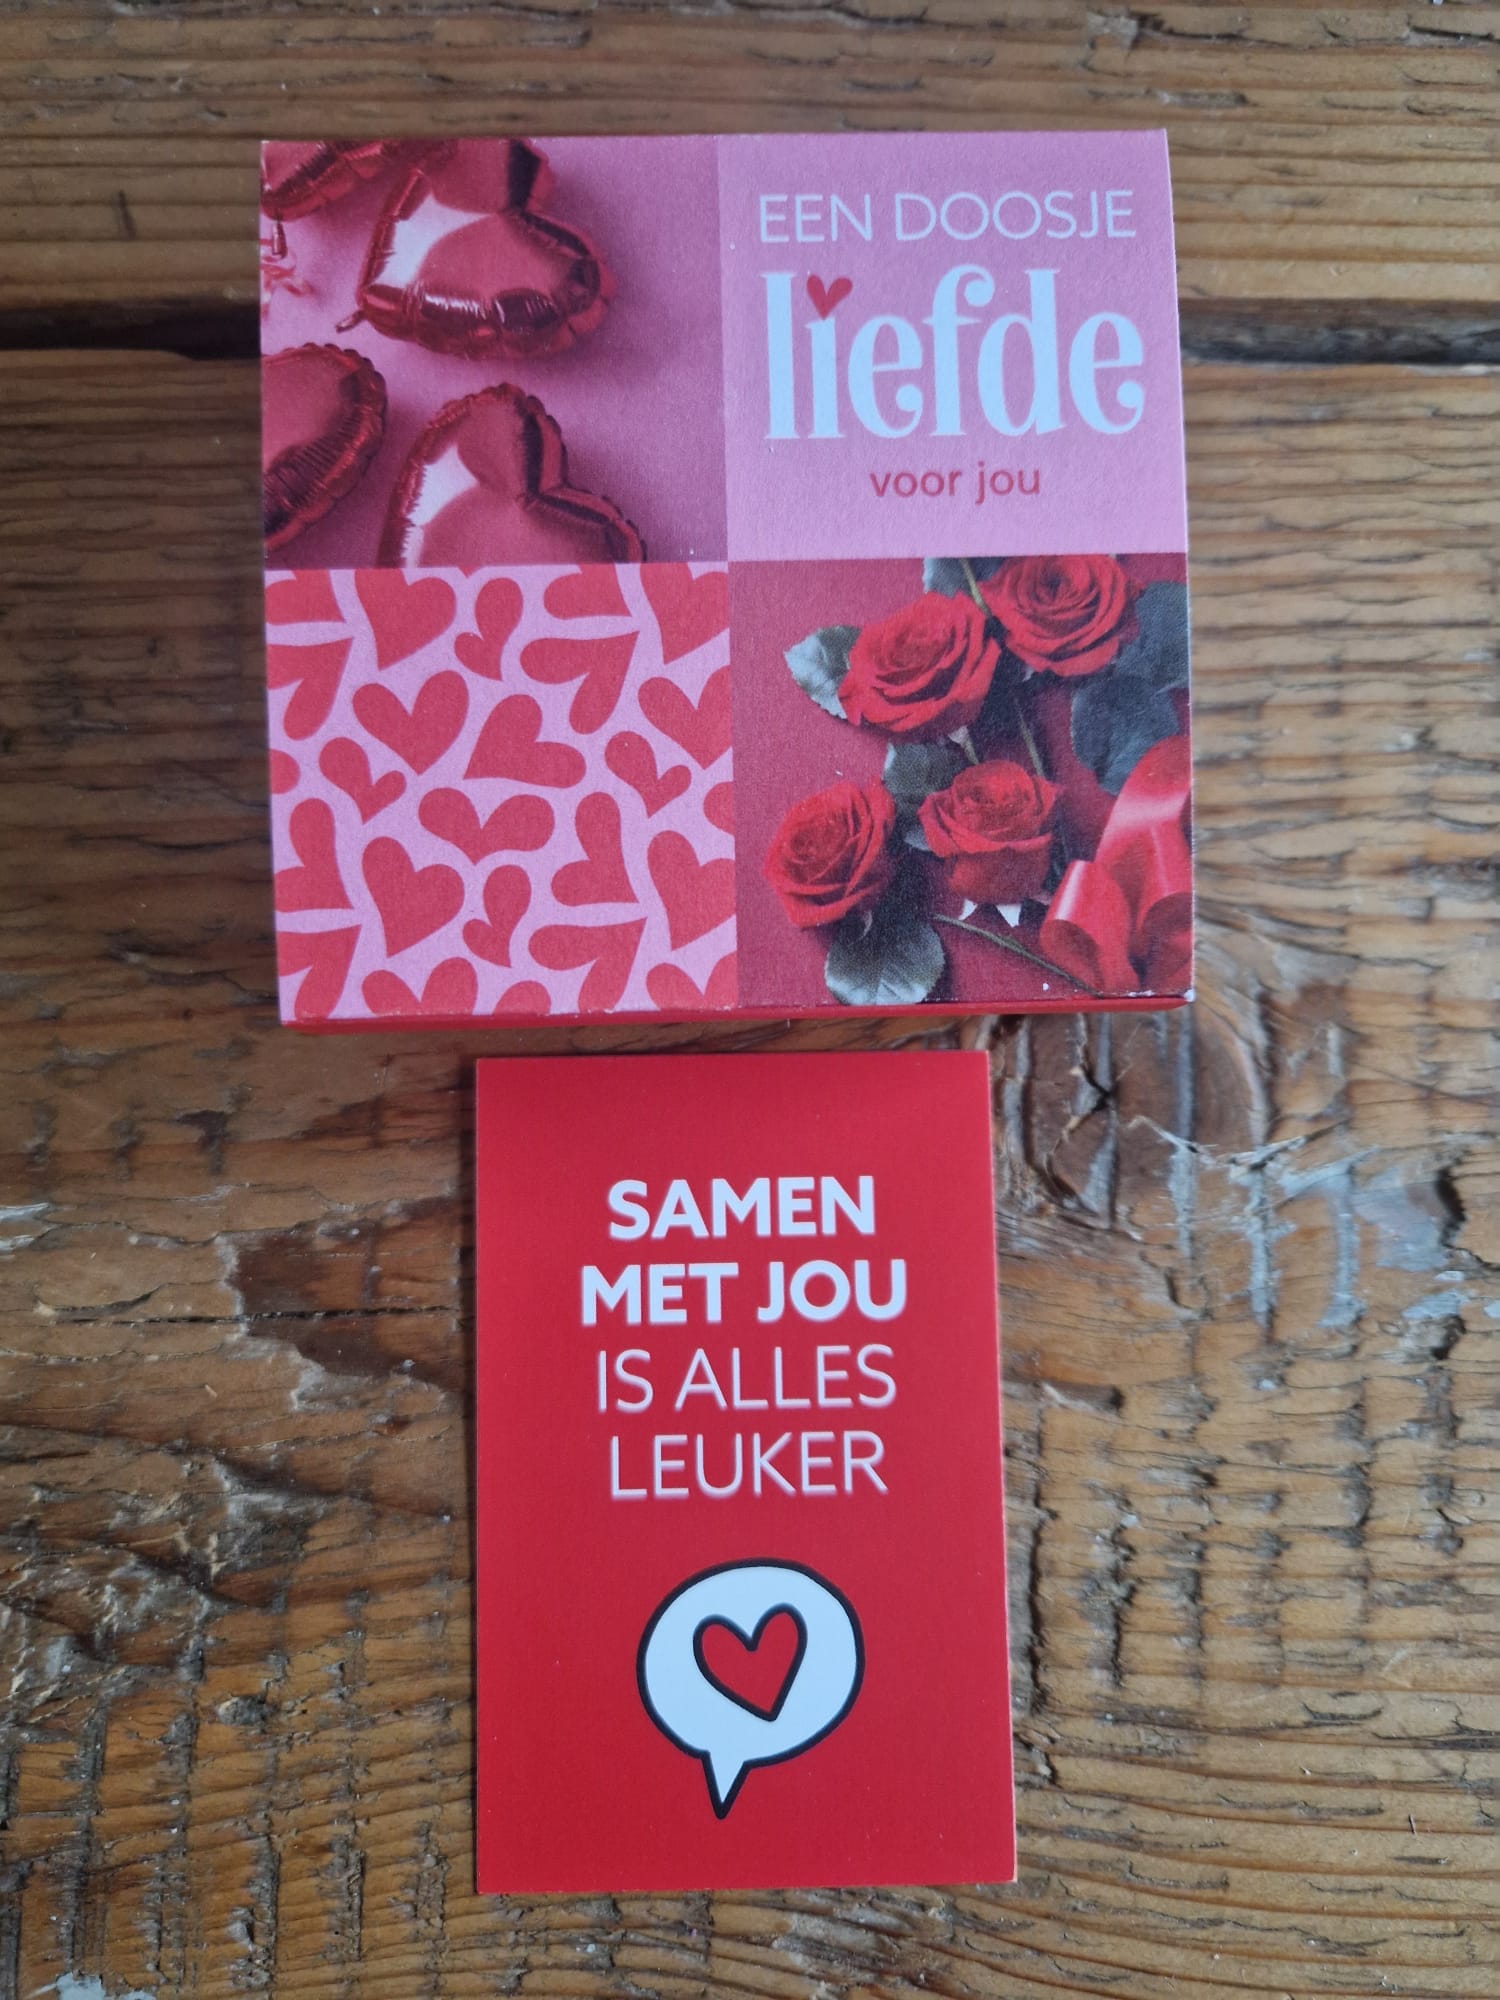 EEN DOOSJE
liefde
voor jou
SAMEN
MET JOU
IS ALLES
LEUKER